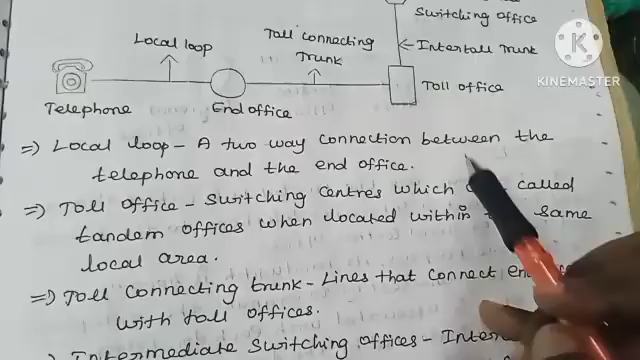 Switching office
Local loop
Toll connecting
Trunk
Intertoll Trunk
K
KINEMASTER
Toll office
Telephone
End office
=> Local loop - A two way connection between the
telephone and the end office.
=> Toll office - Switching centres which called
tandem offices when located within same
local area.
=> Toll connecting trunk - Lines that connect
with toll offices.
Intermediate Switching offices -